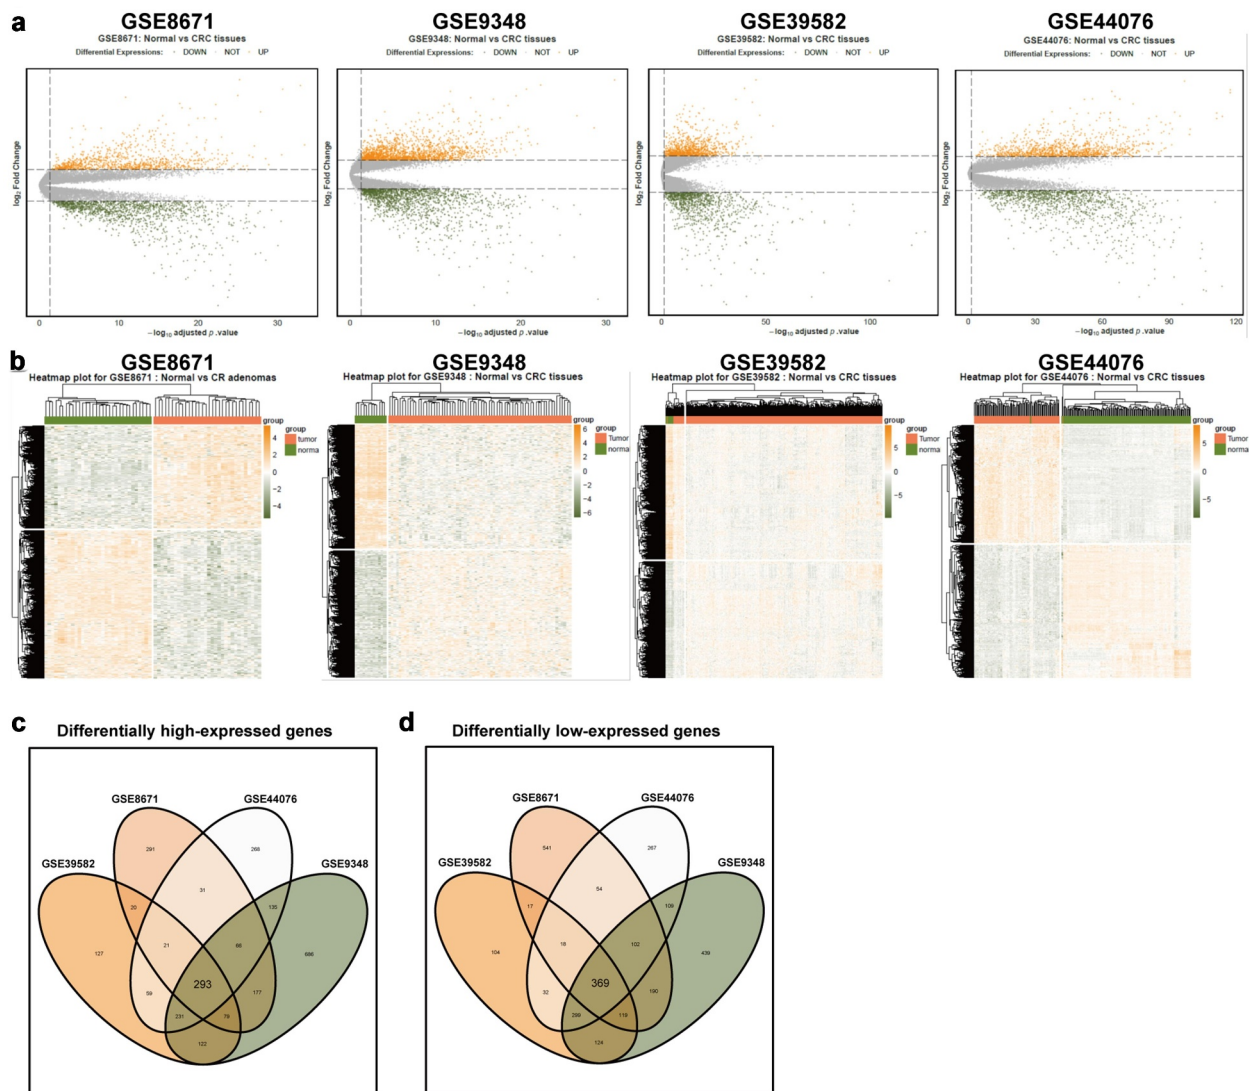 a
GSE8671
GSE8671: Normal vs CRC tissues
Differential Expressions: DOWN NOT UP
log2 Fold Change
0 10 20 30
−log10 adjusted p .value
GSE9348
GSE9348: Normal vs CRC tissues
Differential Expressions: DOWN NOT UP
log2 Fold Change
0 10 20 30
−log10 adjusted p .value
GSE39582
GSE39582: Normal vs CRC tissues
Differential Expressions: DOWN NOT UP
log2 Fold Change
0 50 100
−log10 adjusted p .value
GSE44076
GSE44076: Normal vs CRC tissues
Differential Expressions: DOWN NOT UP
log2 Fold Change
0 30 60 90 120
−log10 adjusted p .value
b
GSE8671
Heatmap plot for GSE8671 : Normal vs CR adenomas
group
4
2
0
−2
−4
group
tumor
norma
GSE9348
Heatmap plot for GSE9348 : Normal vs CRC tissues
group
6
4
2
0
−2
−4
−6
group
Tumor
norma
GSE39582
Heatmap plot for GSE39582 : Normal vs CRC tissues
group
5
0
−5
group
Tumor
norma
GSE44076
Heatmap plot for GSE44076 : Normal vs CRC tissues
group
5
0
−5
group
Tumor
norma
c
Differentially high-expressed genes
GSE8671
GSE44076
GSE39582
GSE9348
291
268
31
20
135
127
21
66
686
293
59
177
231
79
122
d
Differentially low-expressed genes
GSE8671
GSE44076
GSE39582
GSE9348
541
267
54
17
109
104
18
102
439
369
32
190
119
124